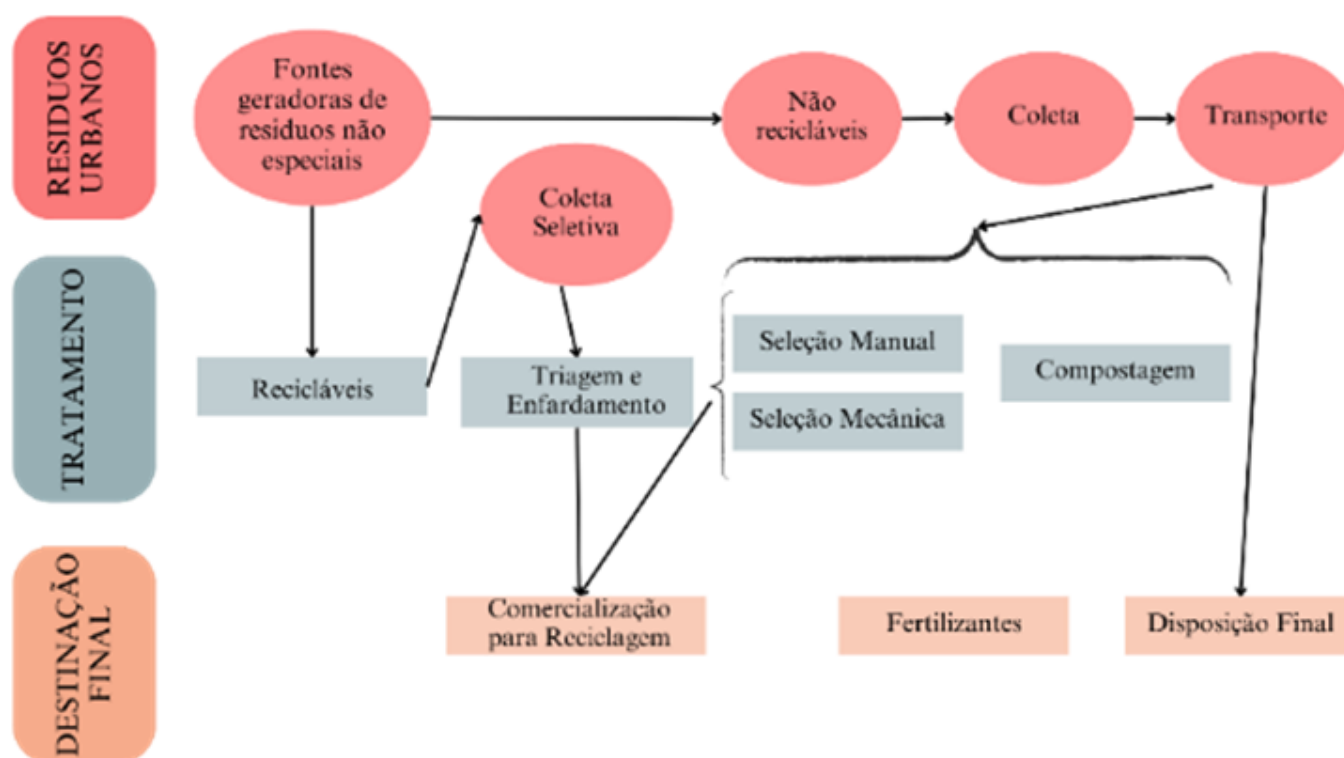 RESIDUOS
URBANOS
Fontes
geradoras de
residuos não
especiais
Não
recicláveis
Coleta
Transporte
Coleta
Seletiva
TRATAMENTO
Recicláveis
Triagem e
Enfardamento
Seleção Manual
Seleção Mecânica
Compostagem
DESTINAÇÃO
FINAL
Comercialização
para Reciclagem
Fertilizantes
Disposição Final